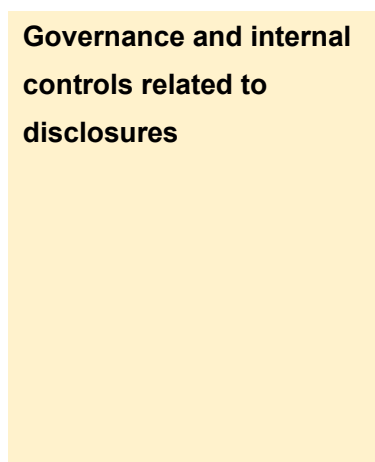 Governance and internal
controls related to
disclosures